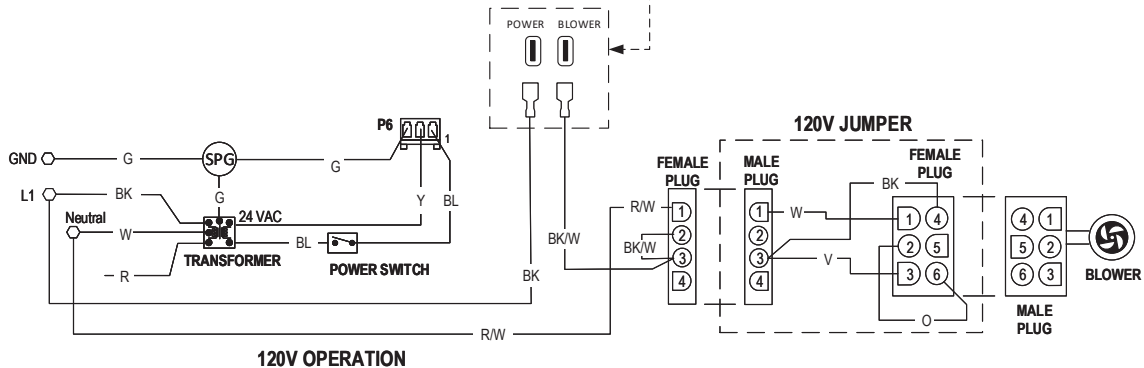 POWER BLOWER
P6
1
120V JUMPER
GND
G
SPG
G
FEMALE
PLUG
MALE
PLUG
FEMALE
PLUG
BK
L1
BK
G
Y
BL
R/W
1
1
W
1
4
4
1
Neutral
24 VAC
W
BL
BK/W
BK/W
2
2
2
5
5
2
TRANSFORMER
POWER SWITCH
R
BK
3
3
V
3
6
6
3
BLOWER
4
4
MALE
PLUG
O
R/W
120V OPERATION